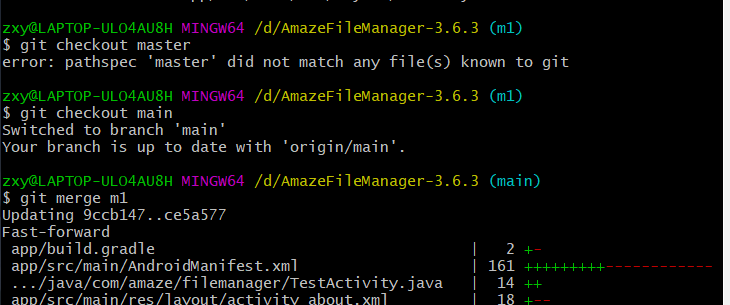 zxy@LAPTOP-ULO4AU8H MINGW64 /d/AmazeFileManager-3.6.3 (m1)
$ git checkout master
error: pathspec 'master' did not match any file(s) known to git
zxy@LAPTOP-ULO4AU8H MINGW64 /d/AmazeFileManager-3.6.3 (m1)
$ git checkout main
Switched to branch 'main'
Your branch is up to date with 'origin/main'.
zxy@LAPTOP-ULO4AU8H MINGW64 /d/AmazeFileManager-3.6.3 (main)
$ git merge m1
Updating 9ccb147..ce5a577
Fast-forward
 app/build.gradle | 2 +-
 app/src/main/AndroidManifest.xml | 161 +++++++++------------
 .../java/com/amaze/filemanager/TestActivity.java | 14 ++
 app/src/main/res/layout/activity_about.xml | 18 +--